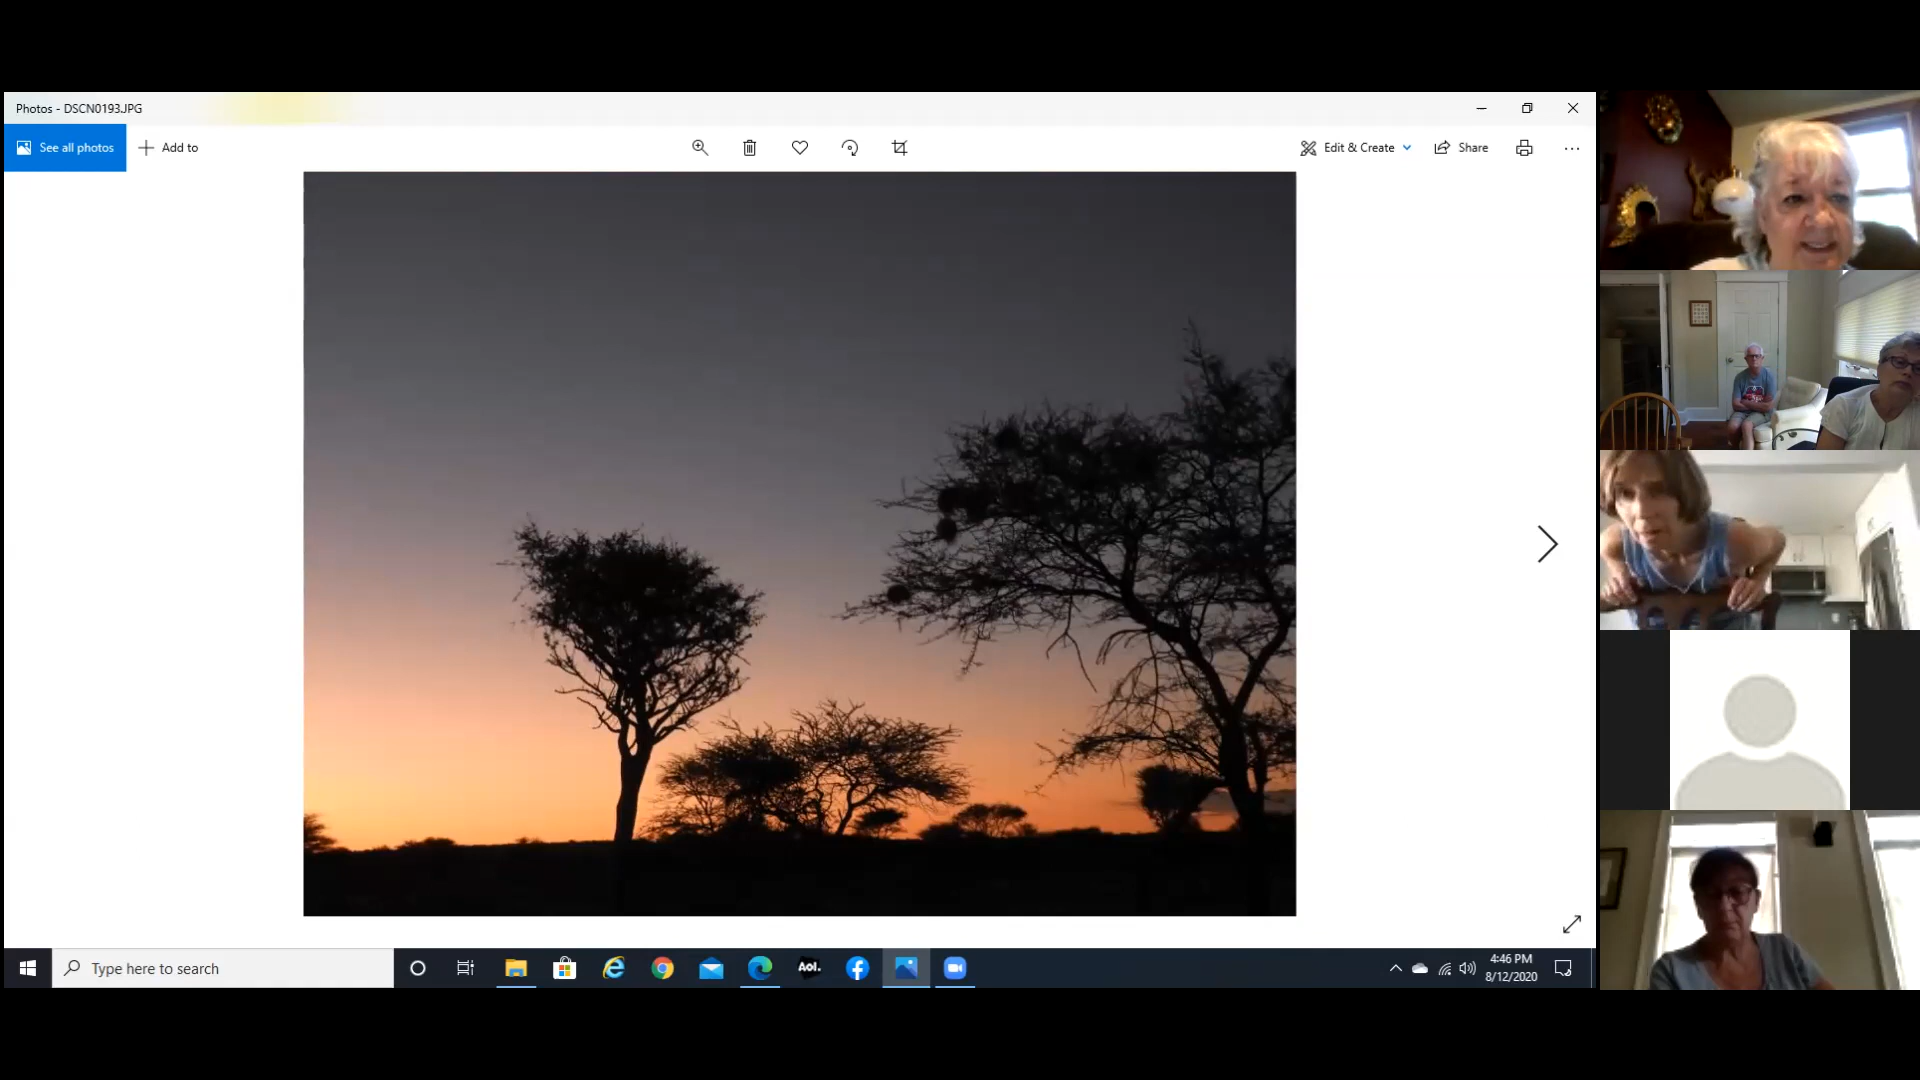 Photos - DSCN0193.JPG
See all photos
Add to
Edit & Create
Share
Type here to search
Aol.
4:46 PM
8/12/2020